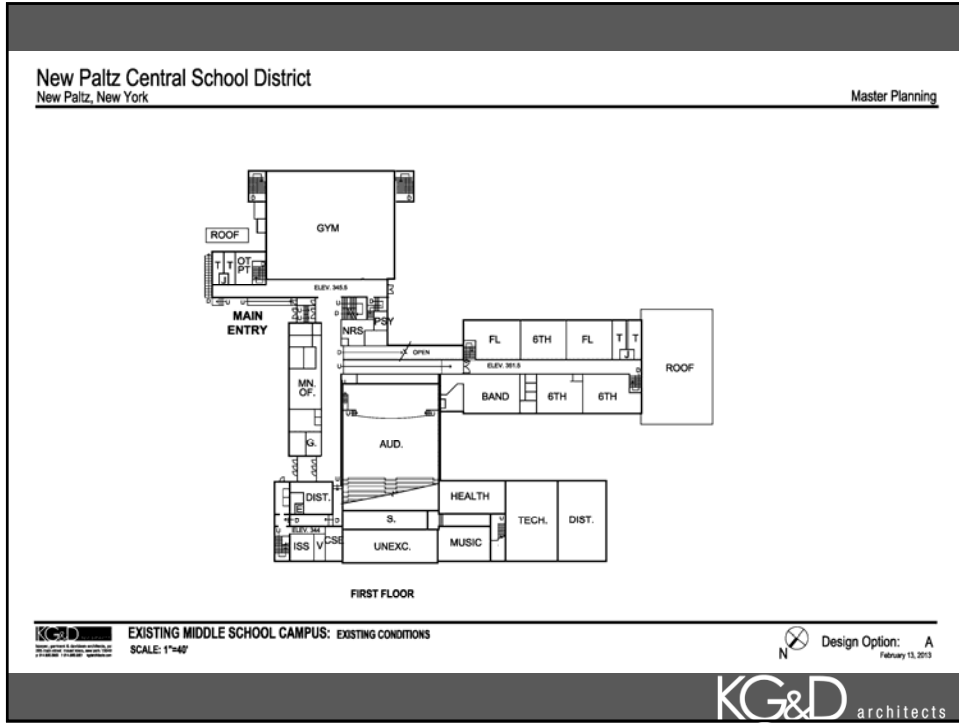 New Paltz Central School District
New Paltz, New York
Master Planning
GYM
ROOF
T T OT PT
J
ELEV. 345.5
MAIN
ENTRY
NRS
PSY
OPEN
FL 6TH FL T T
J
ROOF
ELEV. 351.5
MN.
OF.
BAND 6TH 6TH
G.
AUD.
DIST.
E
HEALTH
TECH. DIST.
S.
ELEV. 344
ISS V CSE
UNEXC.
MUSIC
FIRST FLOOR
KG&D
EXISTING MIDDLE SCHOOL CAMPUS: EXISTING CONDITIONS
SCALE: 1"=40'
N
Design Option: A
February 13, 2013
KG&D architects